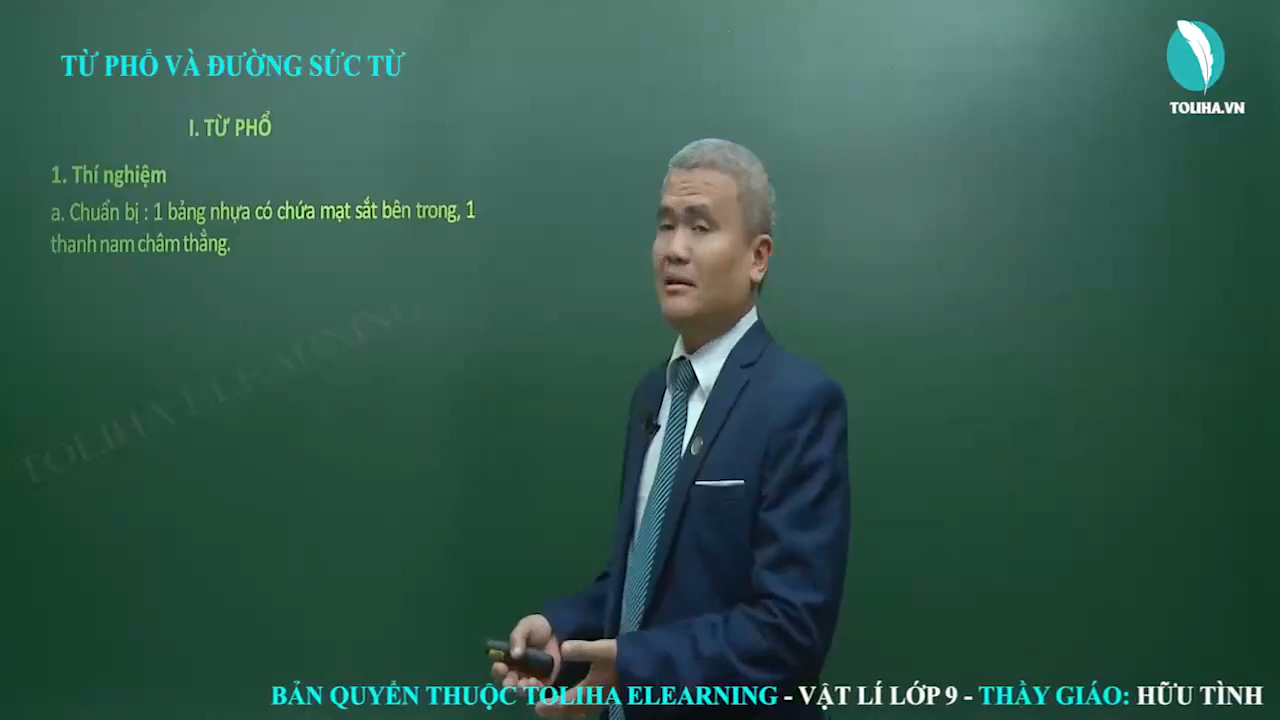 TỪ PHỔ VÀ ĐƯỜNG SỨC TỪ
TOLIHA.VN
I. TỪ PHỔ
1. Thí nghiệm
a. Chuẩn bị : 1 bảng nhựa có chứa mạt sắt bên trong, 1
thanh nam châm thẳng.
TOLIHA ELEARNING
BẢN QUYỀN THUỘC TOLIHA ELEARNING - VẬT LÍ LỚP 9 - THẦY GIÁO: HỮU TÌNH